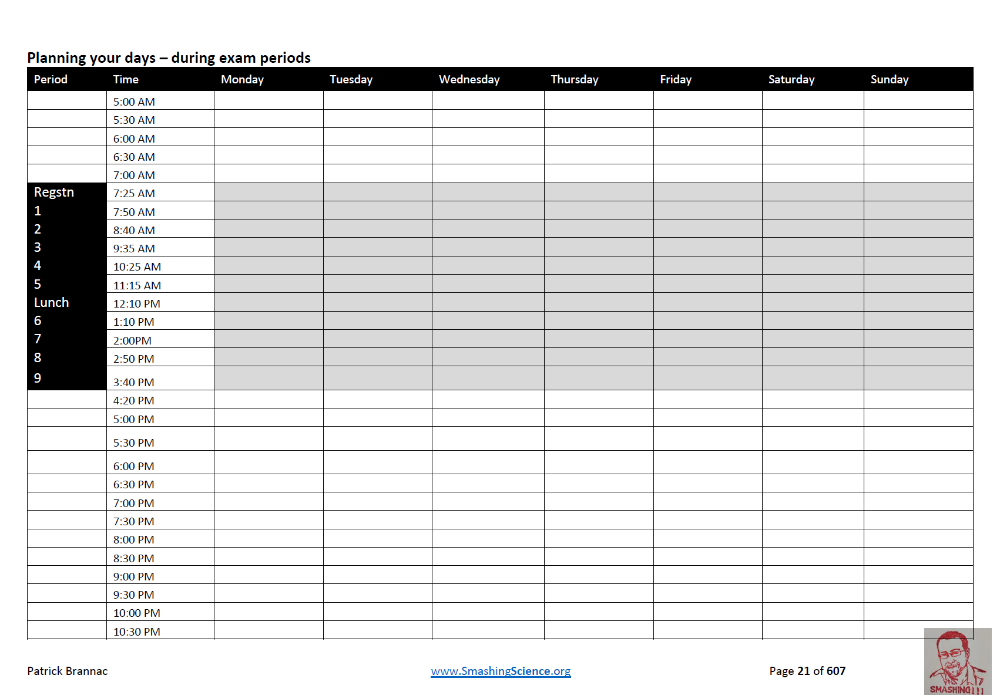 Planning your days – during exam periods
Period Time Monday Tuesday Wednesday Thursday Friday Saturday Sunday
5:00 AM
5:30 AM
6:00 AM
6:30 AM
7:00 AM
Regstn 7:25 AM
1 7:50 AM
2 8:40 AM
3 9:35 AM
4 10:25 AM
5 11:15 AM
Lunch 12:10 PM
6 1:10 PM
7 2:00PM
8 2:50 PM
9 3:40 PM
4:20 PM
5:00 PM
5:30 PM
6:00 PM
6:30 PM
7:00 PM
7:30 PM
8:00 PM
8:30 PM
9:00 PM
9:30 PM
10:00 PM
10:30 PM
Patrick Brannac www.SmashingScience.org Page 21 of 607
SMASHING!!!